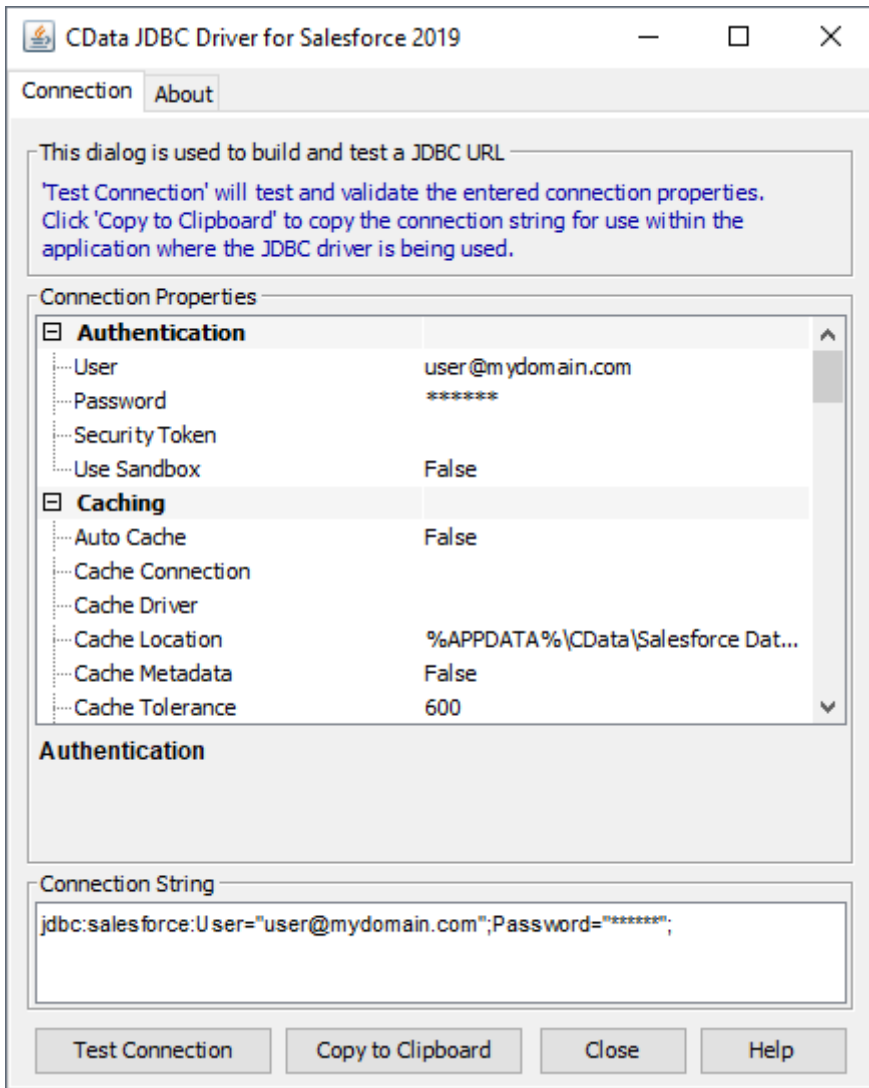 CData JDBC Driver for Salesforce 2019
Connection About
This dialog is used to build and test a JDBC URL
'Test Connection' will test and validate the entered connection properties.
Click 'Copy to Clipboard' to copy the connection string for use within the
application where the JDBC driver is being used.
Connection Properties
Authentication
User user@mydomain.com
Password ******
Security Token
Use Sandbox False
Caching
Auto Cache False
Cache Connection
Cache Driver
Cache Location %APPDATA%\CData\Salesforce Dat...
Cache Metadata False
Cache Tolerance 600
Authentication
Connection String
jdbc:salesforce:User="user@mydomain.com";Password="******";
Test Connection Copy to Clipboard Close Help